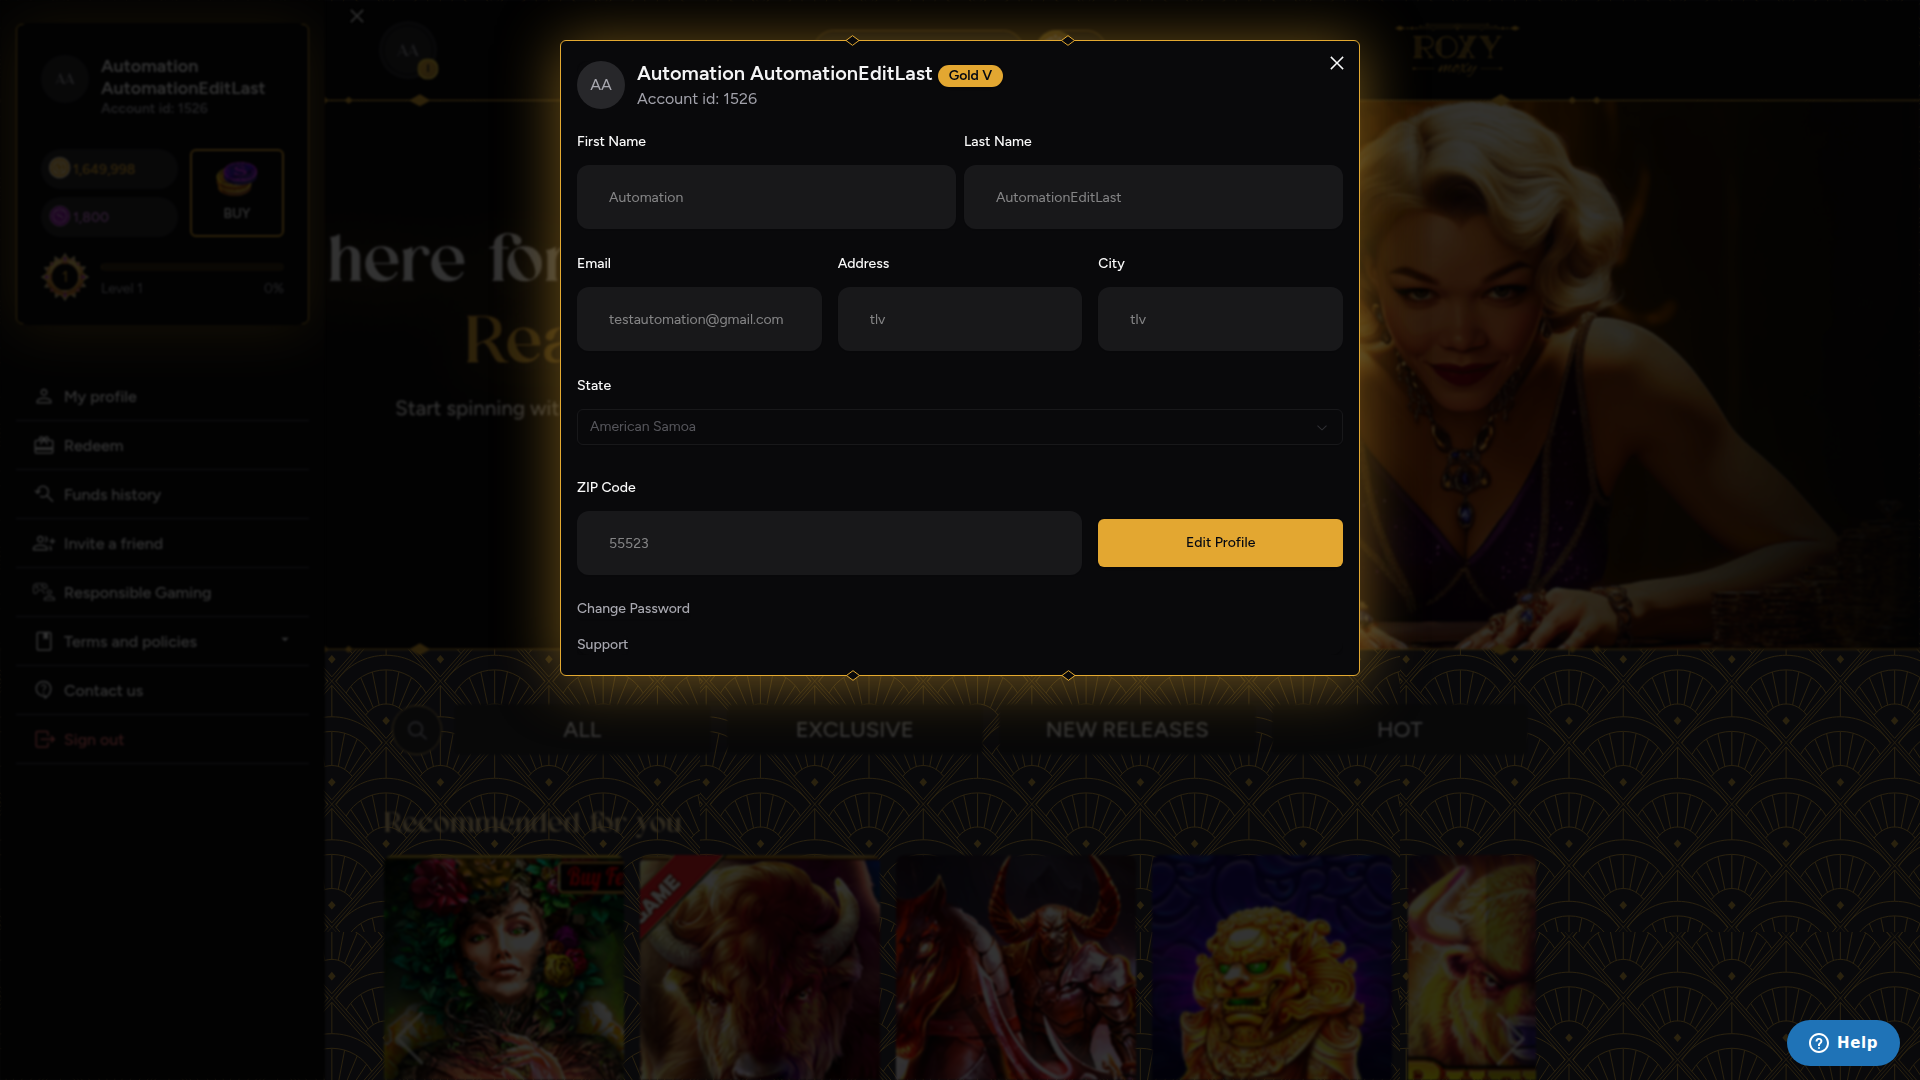 AA
Automation
AutomationEditLast
Account id: 1526
1,649,998
1,800
BUY
1
Level 1
0%
My profile
Redeem
Funds history
Invite a friend
Responsible Gaming
Terms and policies
Contact us
Sign out
AA
ROXY
moxy
here for
Rea
Start spinning wit
AA
Automation AutomationEditLast Gold V
Account id: 1526
First Name
Last Name
Automation
AutomationEditLast
Email
Address
City
testautomation@gmail.com
tlv
tlv
State
American Samoa
ZIP Code
55523
Edit Profile
Change Password
Support
ALL
EXCLUSIVE
NEW RELEASES
HOT
Recommended for you
Buy Fe
GAME
Help